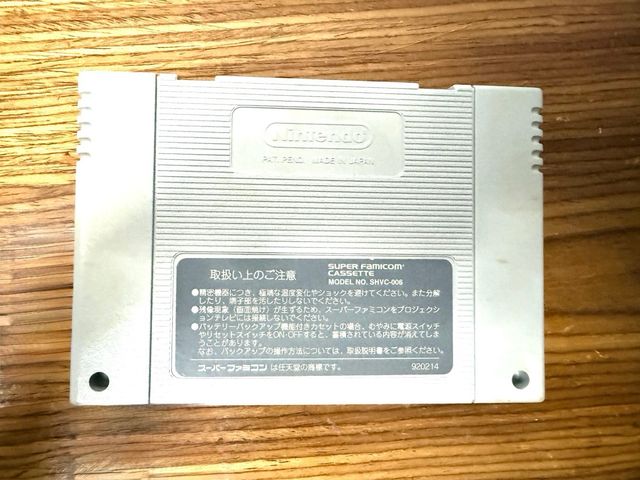 Nintendo
PAT. PEND. MADE IN JAPAN
取扱い上のご注意
SUPER FAMICOM
CASSETTE
MODEL NO. SHVC-006
●精密機器につき、極端な温度変化やショックを避けてください。また分解
したり、端子部を汚したりしないでください。
●残像現象(画面焼け)が生ずるため、スーパーファミコンをプロジェクシ
ョンテレビには接続しないでください。
●バッテリーバックアップ機能付きカセットの場合、むやみに電源スイッチ
やリセットスイッチをON・OFFすると、蓄積されている内容が消えてしま
うことがあります。
なお、バックアップの操作方法については、取扱説明書をご参照ください。
スーパーファミコン は任天堂の商標です。
920214